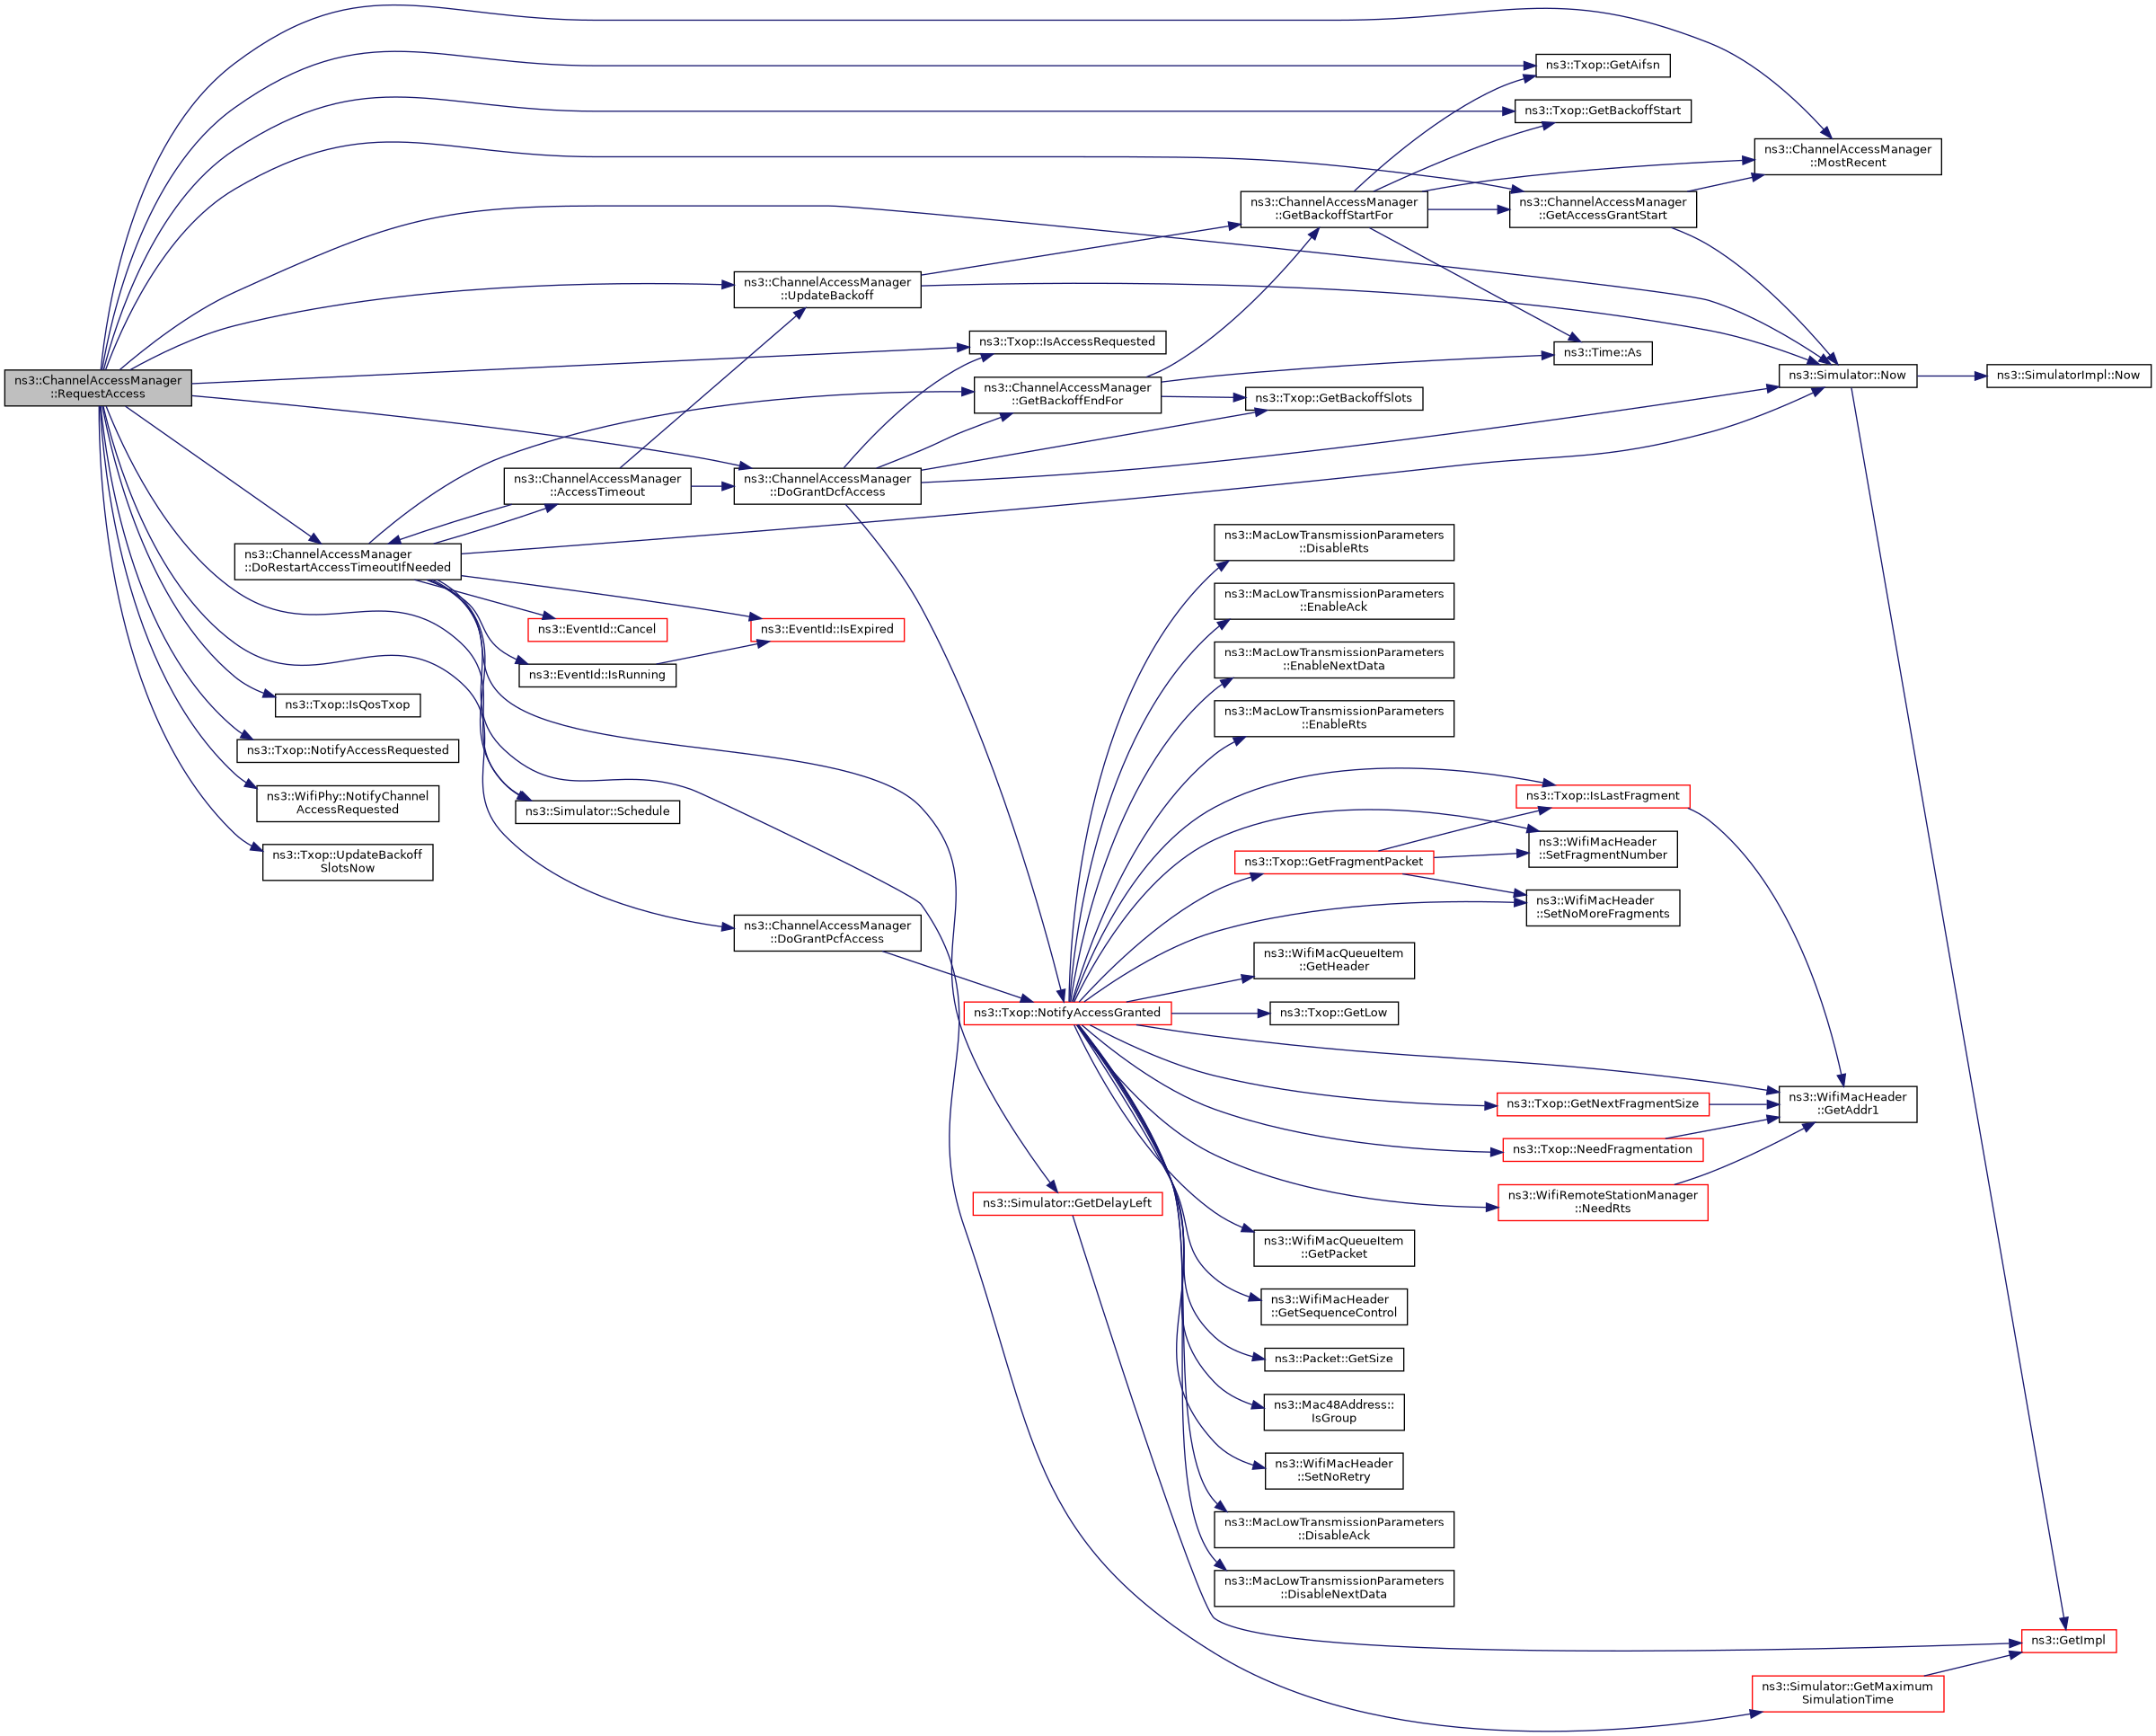 ns3::ChannelAccessManager
::RequestAccess
ns3::Txop::GetAifsn
ns3::Txop::GetBackoffStart
ns3::ChannelAccessManager
::MostRecent
ns3::ChannelAccessManager
::GetBackoffStartFor
ns3::ChannelAccessManager
::GetAccessGrantStart
ns3::ChannelAccessManager
::UpdateBackoff
ns3::Txop::IsAccessRequested
ns3::Time::As
ns3::Simulator::Now
ns3::SimulatorImpl::Now
ns3::ChannelAccessManager
::GetBackoffEndFor
ns3::Txop::GetBackoffSlots
ns3::ChannelAccessManager
::AccessTimeout
ns3::ChannelAccessManager
::DoGrantDcfAccess
ns3::ChannelAccessManager
::DoRestartAccessTimeoutIfNeeded
ns3::MacLowTransmissionParameters
::DisableRts
ns3::MacLowTransmissionParameters
::EnableAck
ns3::EventId::Cancel
ns3::EventId::IsExpired
ns3::EventId::IsRunning
ns3::MacLowTransmissionParameters
::EnableNextData
ns3::Txop::IsQosTxop
ns3::MacLowTransmissionParameters
::EnableRts
ns3::Txop::NotifyAccessRequested
ns3::WifiPhy::NotifyChannel
AccessRequested
ns3::Simulator::Schedule
ns3::Txop::IsLastFragment
ns3::Txop::UpdateBackoff
SlotsNow
ns3::Txop::GetFragmentPacket
ns3::WifiMacHeader
::SetFragmentNumber
ns3::WifiMacHeader
::SetNoMoreFragments
ns3::ChannelAccessManager
::DoGrantPcfAccess
ns3::WifiMacQueueItem
::GetHeader
ns3::Txop::NotifyAccessGranted
ns3::Txop::GetLow
ns3::Txop::GetNextFragmentSize
ns3::WifiMacHeader
::GetAddr1
ns3::Txop::NeedFragmentation
ns3::Simulator::GetDelayLeft
ns3::WifiRemoteStationManager
::NeedRts
ns3::WifiMacQueueItem
::GetPacket
ns3::WifiMacHeader
::GetSequenceControl
ns3::Packet::GetSize
ns3::Mac48Address::
IsGroup
ns3::WifiMacHeader
::SetNoRetry
ns3::MacLowTransmissionParameters
::DisableAck
ns3::MacLowTransmissionParameters
::DisableNextData
ns3::GetImpl
ns3::Simulator::GetMaximum
SimulationTime